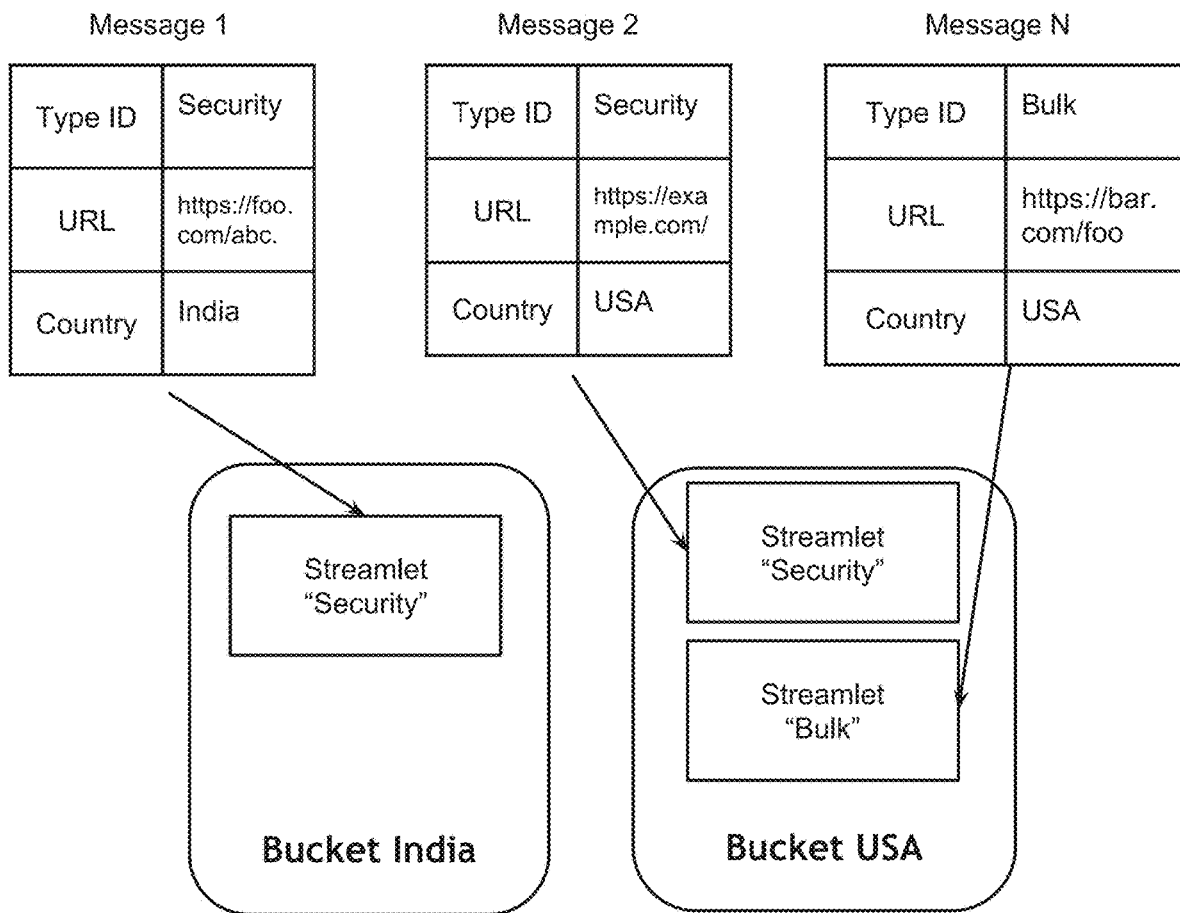 Message 1
Message 2
Message N
Type ID
Security
Type ID
Security
Type ID
Bulk
URL
https://foo.
com/abc.
URL
https://exa
mple.com/
URL
https://bar.
com/foo
Country
India
Country
USA
Country
USA
Streamlet
“Security”
Streamlet
“Security”
Streamlet
“Bulk”
Bucket India
Bucket USA